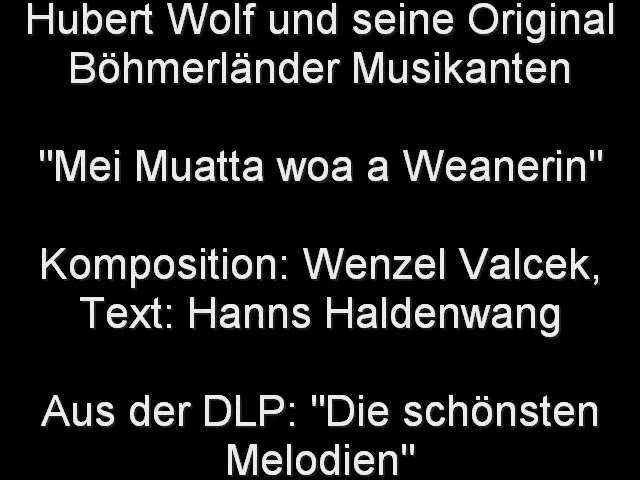 Hubert Wolf und seine Original
Böhmerländer Musikanten
"Mei Muatta woa a Weanerin"
Komposition: Wenzel Valcek,
Text: Hanns Haldenwang
Aus der DLP: "Die schönsten
Melodien"